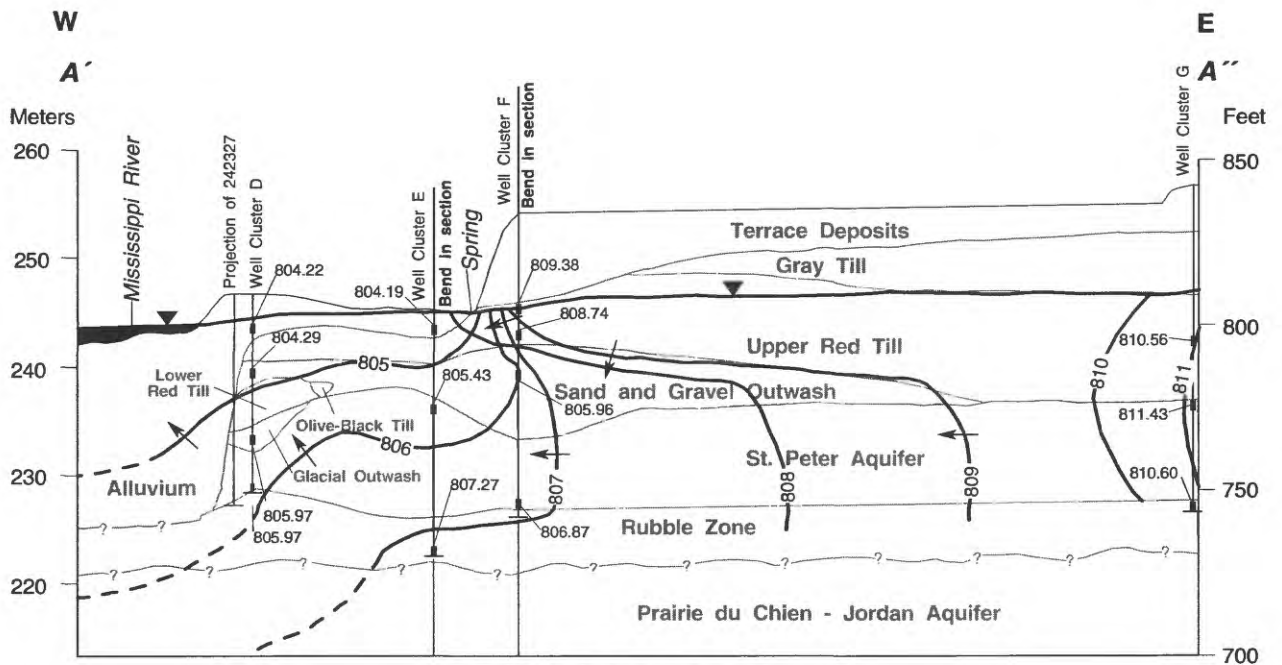 W
E
A´
A´´
Meters
Feet
260
250
240
230
220
850
800
750
700
Mississippi River
Projection of 242327
Well Cluster D
Well Cluster E
Bend in section
Spring
Well Cluster F
Bend in section
Well Cluster G
804.22
804.29
804.19
805.43
809.38
808.74
805.96
807.27
806.87
805.97
805.97
810.56
811.43
810.60
805
806
807
808
809
810
811
Terrace Deposits
Gray Till
Upper Red Till
Sand and Gravel Outwash
St. Peter Aquifer
Rubble Zone
Prairie du Chien - Jordan Aquifer
Lower
Red Till
Olive-Black Till
Glacial Outwash
Alluvium
? ? ?
? ? ? ? ? ? ? ? ? ? ? ?